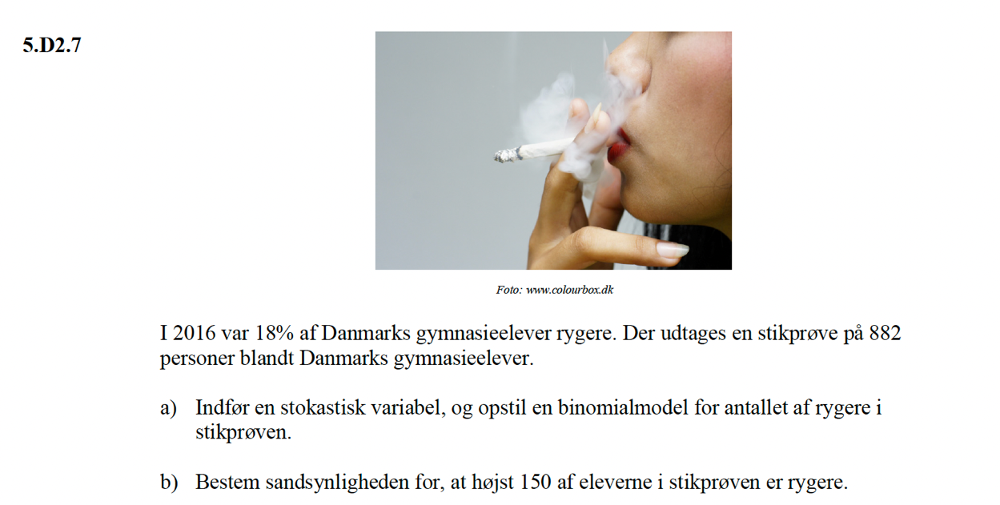 5.D2.7
Foto: www.colourbox.dk
I 2016 var 18% af Danmarks gymnasieelever rygere. Der udtages en stikprøve på 882
personer blandt Danmarks gymnasieelever.
a) Indfør en stokastisk variabel, og opstil en binomialmodel for antallet af rygere i
stikprøven.
b) Bestem sandsynligheden for, at højst 150 af eleverne i stikprøven er rygere.